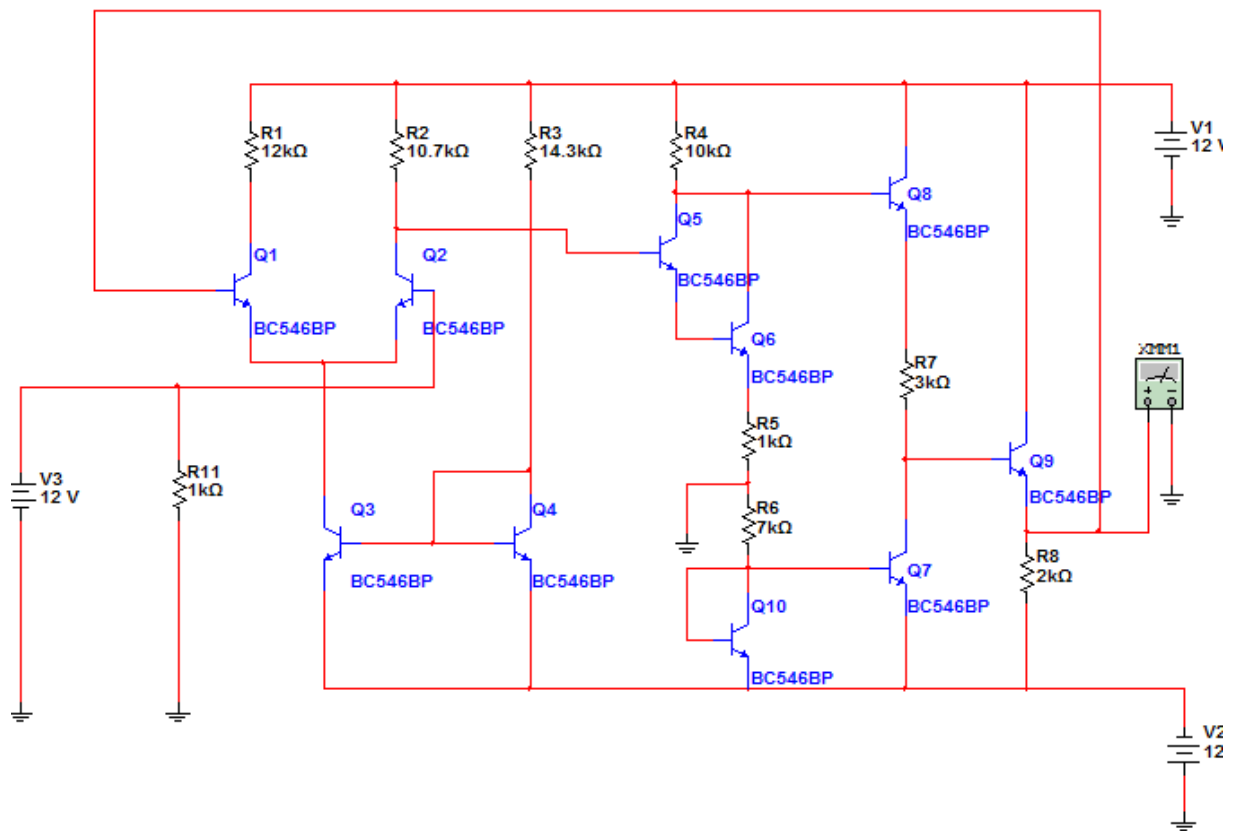 R1
12kΩ
R2
10.7kΩ
R3
14.3kΩ
R4
10kΩ
V1
12 V
Q8
BC546BP
Q5
BC546BP
Q1
BC546BP
Q2
BC546BP
Q6
BC546BP
XMM1
R7
3kΩ
R5
1kΩ
Q9
BC546BP
V3
12 V
R11
1kΩ
R6
7kΩ
Q3
BC546BP
Q4
BC546BP
Q7
BC546BP
R8
2kΩ
Q10
BC546BP
V2
12